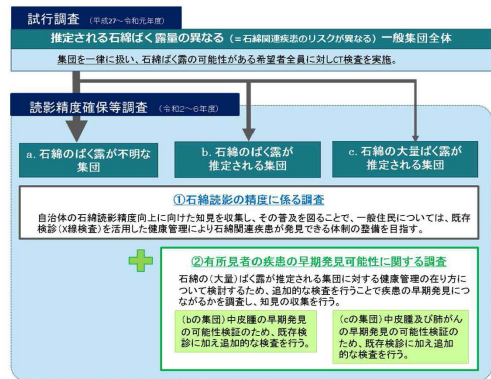 試行調査 (平成27～令和元年度)
推定される石綿ばく露量の異なる(=石綿関連疾患のリスクが異なる)一般集団全体
集団を一律に扱い、石綿ばく露の可能性がある希望者全員に対しCT検査を実施。
読影精度確保等調査 (令和2～6年度)
a. 石綿のばく露が不明な
集団
b. 石綿のばく露が
推定される集団
c. 石綿の大量ばく露が
推定される集団
①石綿読影の精度に係る調査
自治体の石綿読影精度向上に向けた知見を収集し、その普及を図ることで、一般住民については、既存
検診(X線検査)を活用した健康管理により石綿関連疾患が発見できる体制の整備を目指す。
②有所見者の疾患の早期発見可能性に関する調査
石綿の(大量)ばく露が推定される集団に対する健康管理の在り方に
ついて検討するため、追加的な検査を行うことで疾患の早期発見につ
ながるかを調査し、知見の収集を行う。
(bの集団)中皮腫の早期発見
の可能性検証のため、既存検
診に加え追加的な検査を行う。
(cの集団)中皮腫及び肺がん
の早期発見の可能性検証の
ため、既存検診に加え追加
的な検査を行う。